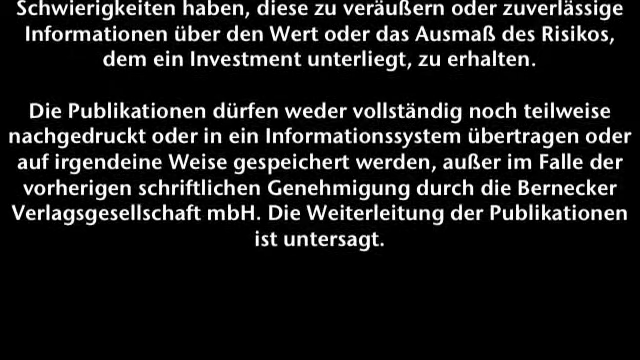 Schwierigkeiten haben, diese zu veräußern oder zuverlässige
Informationen über den Wert oder das Ausmaß des Risikos,
dem ein Investment unterliegt, zu erhalten.
Die Publikationen dürfen weder vollständig noch teilweise
nachgedruckt oder in ein Informationssystem übertragen oder
auf irgendeine Weise gespeichert werden, außer im Falle der
vorherigen schriftlichen Genehmigung durch die Bernecker
Verlagsgesellschaft mbH. Die Weiterleitung der Publikationen
ist untersagt.